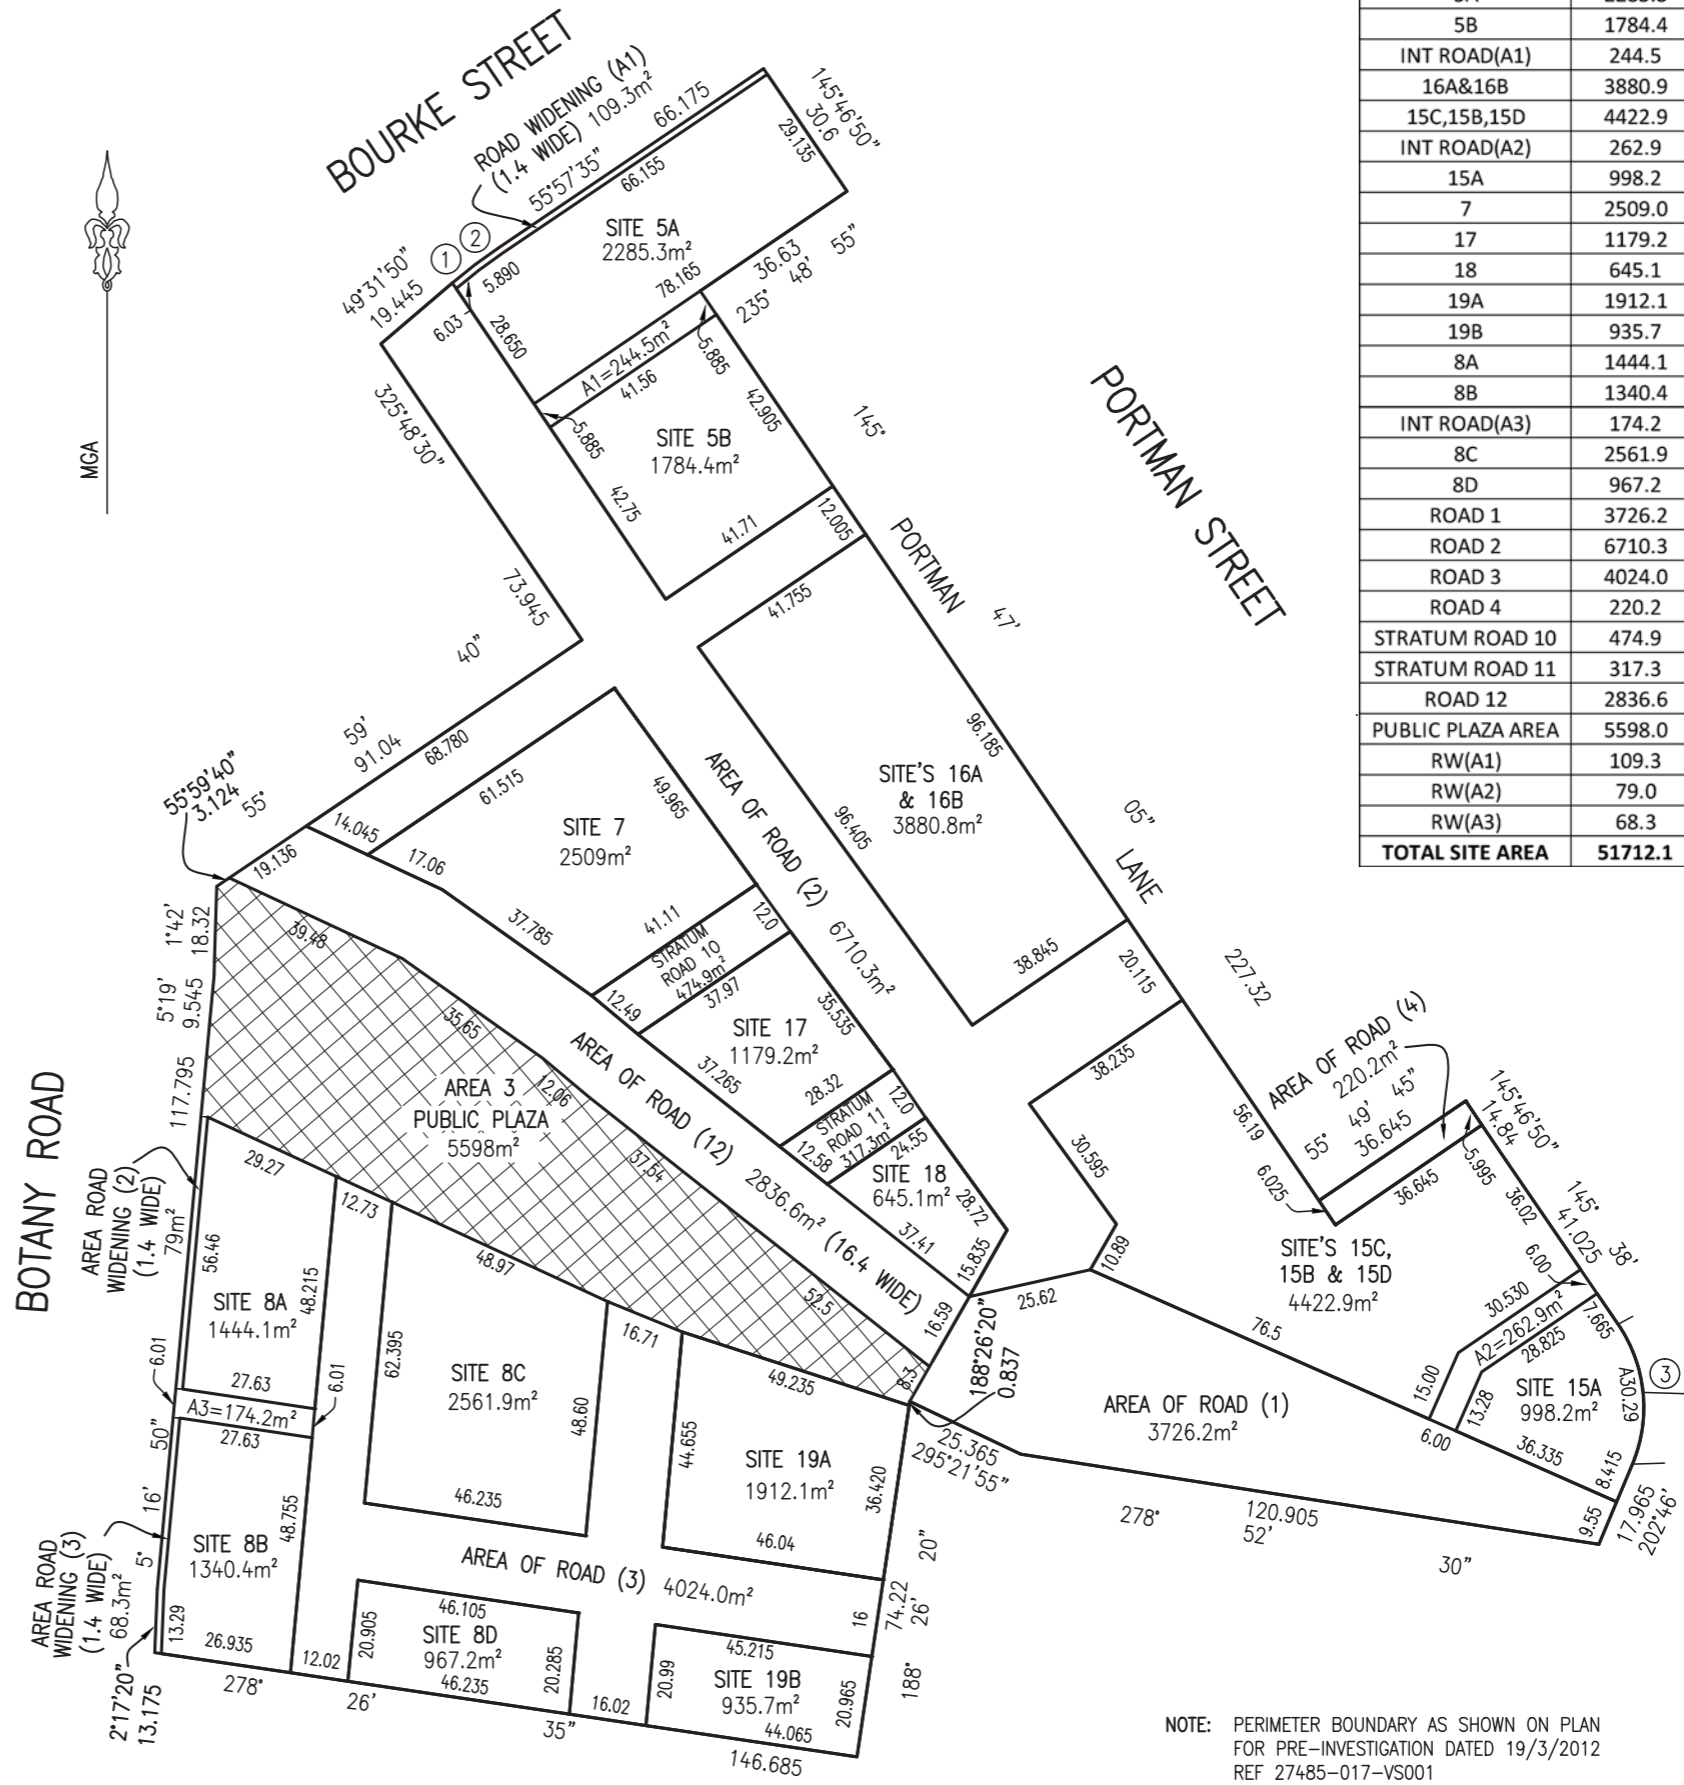 BOURKE STREET
ROAD WIDENING (A1)
(1.4 WIDE) 109.3m²
66.175
55°57'35"
66.155
145°46'50"
30.6
29.135
49°31'50"
19.445
1
2
5.890
6.03
28.650
SITE 5A
2285.3m²
78.165
36.63
235° 48' 55"
A1=244.5m²
41.56
5.885
5.885
42.905
SITE 5B
1784.4m²
42.75
41.71
12.005
325°48'30"
73.945
MGA
145° 47' 05"
227.32
PORTMAN LANE
PORTMAN STREET
41.755
96.185
96.405
SITE'S 16A
& 16B
3880.8m²
38.845
20.115
55° 59' 40"
91.04
68.780
55°59'40"
3.124
19.136
14.045
17.06
61.515
49.965
SITE 7
2509m²
37.785
41.11
12.0
STRATUM
ROAD 10
474.9m²
12.49
37.97
AREA OF ROAD (2) 6710.3m²
SITE 17
1179.2m²
35.535
37.265
28.32
12.0
STRATUM
ROAD 11
317.3m²
12.58
24.55
SITE 18
645.1m²
28.72
37.41
15.835
AREA OF ROAD (12) 2836.6m² (16.4 WIDE)
1°42'
18.32
5°19'
9.545
39.48
35.65
12.06
37.54
52.5
16.59
7.8
AREA 3
PUBLIC PLAZA
5598m²
117.795
5° 16' 50"
BOTANY ROAD
AREA ROAD
WIDENING (2)
(1.4 WIDE)
79m²
29.27
12.73
48.97
16.71
49.235
56.46
48.215
SITE 8A
1444.1m²
27.63
6.01
6.01
A3=174.2m²
27.63
62.395
SITE 8C
2561.9m²
48.60
46.235
44.655
SITE 19A
1912.1m²
36.420
46.04
48.755
SITE 8B
1340.4m²
AREA ROAD
WIDENING (3)
(1.4 WIDE)
68.3m²
13.29
26.935
2°17'20"
13.175
AREA OF ROAD (3) 4024.0m²
12.02
20.905
46.105
SITE 8D
967.2m²
46.235
20.285
16.02
20.99
45.215
SITE 19B
935.7m²
44.065
20.965
16
74.22
188° 26' 20"
278° 26' 35"
146.685
188°26'20"
0.837
25.365
295°21'55"
38.235
30.595
10.89
25.62
56.19
6.025
AREA OF ROAD (4)
220.2m²
55° 49' 45"
36.645
36.645
145°46'50"
14.84
5.995
36.02
145° 38'
41.025
6.00
SITE'S 15C,
15B & 15D
4422.9m²
76.5
30.530
A2=262.9m²
28.825
7.665
15.00
13.28
SITE 15A
998.2m²
A30.29
3
6.00
36.335
8.415
9.55
17.965
202°46'
AREA OF ROAD (1)
3726.2m²
278° 52' 30"
120.905
5B 1784.4
INT ROAD(A1) 244.5
16A&16B 3880.9
15C,15B,15D 4422.9
INT ROAD(A2) 262.9
15A 998.2
7 2509.0
17 1179.2
18 645.1
19A 1912.1
19B 935.7
8A 1444.1
8B 1340.4
INT ROAD(A3) 174.2
8C 2561.9
8D 967.2
ROAD 1 3726.2
ROAD 2 6710.3
ROAD 3 4024.0
ROAD 4 220.2
STRATUM ROAD 10 474.9
STRATUM ROAD 11 317.3
ROAD 12 2836.6
PUBLIC PLAZA AREA 5598.0
RW(A1) 109.3
RW(A2) 79.0
RW(A3) 68.3
TOTAL SITE AREA 51712.1
NOTE: PERIMETER BOUNDARY AS SHOWN ON PLAN
FOR PRE-INVESTIGATION DATED 19/3/2012
REF 27485-017-VS001